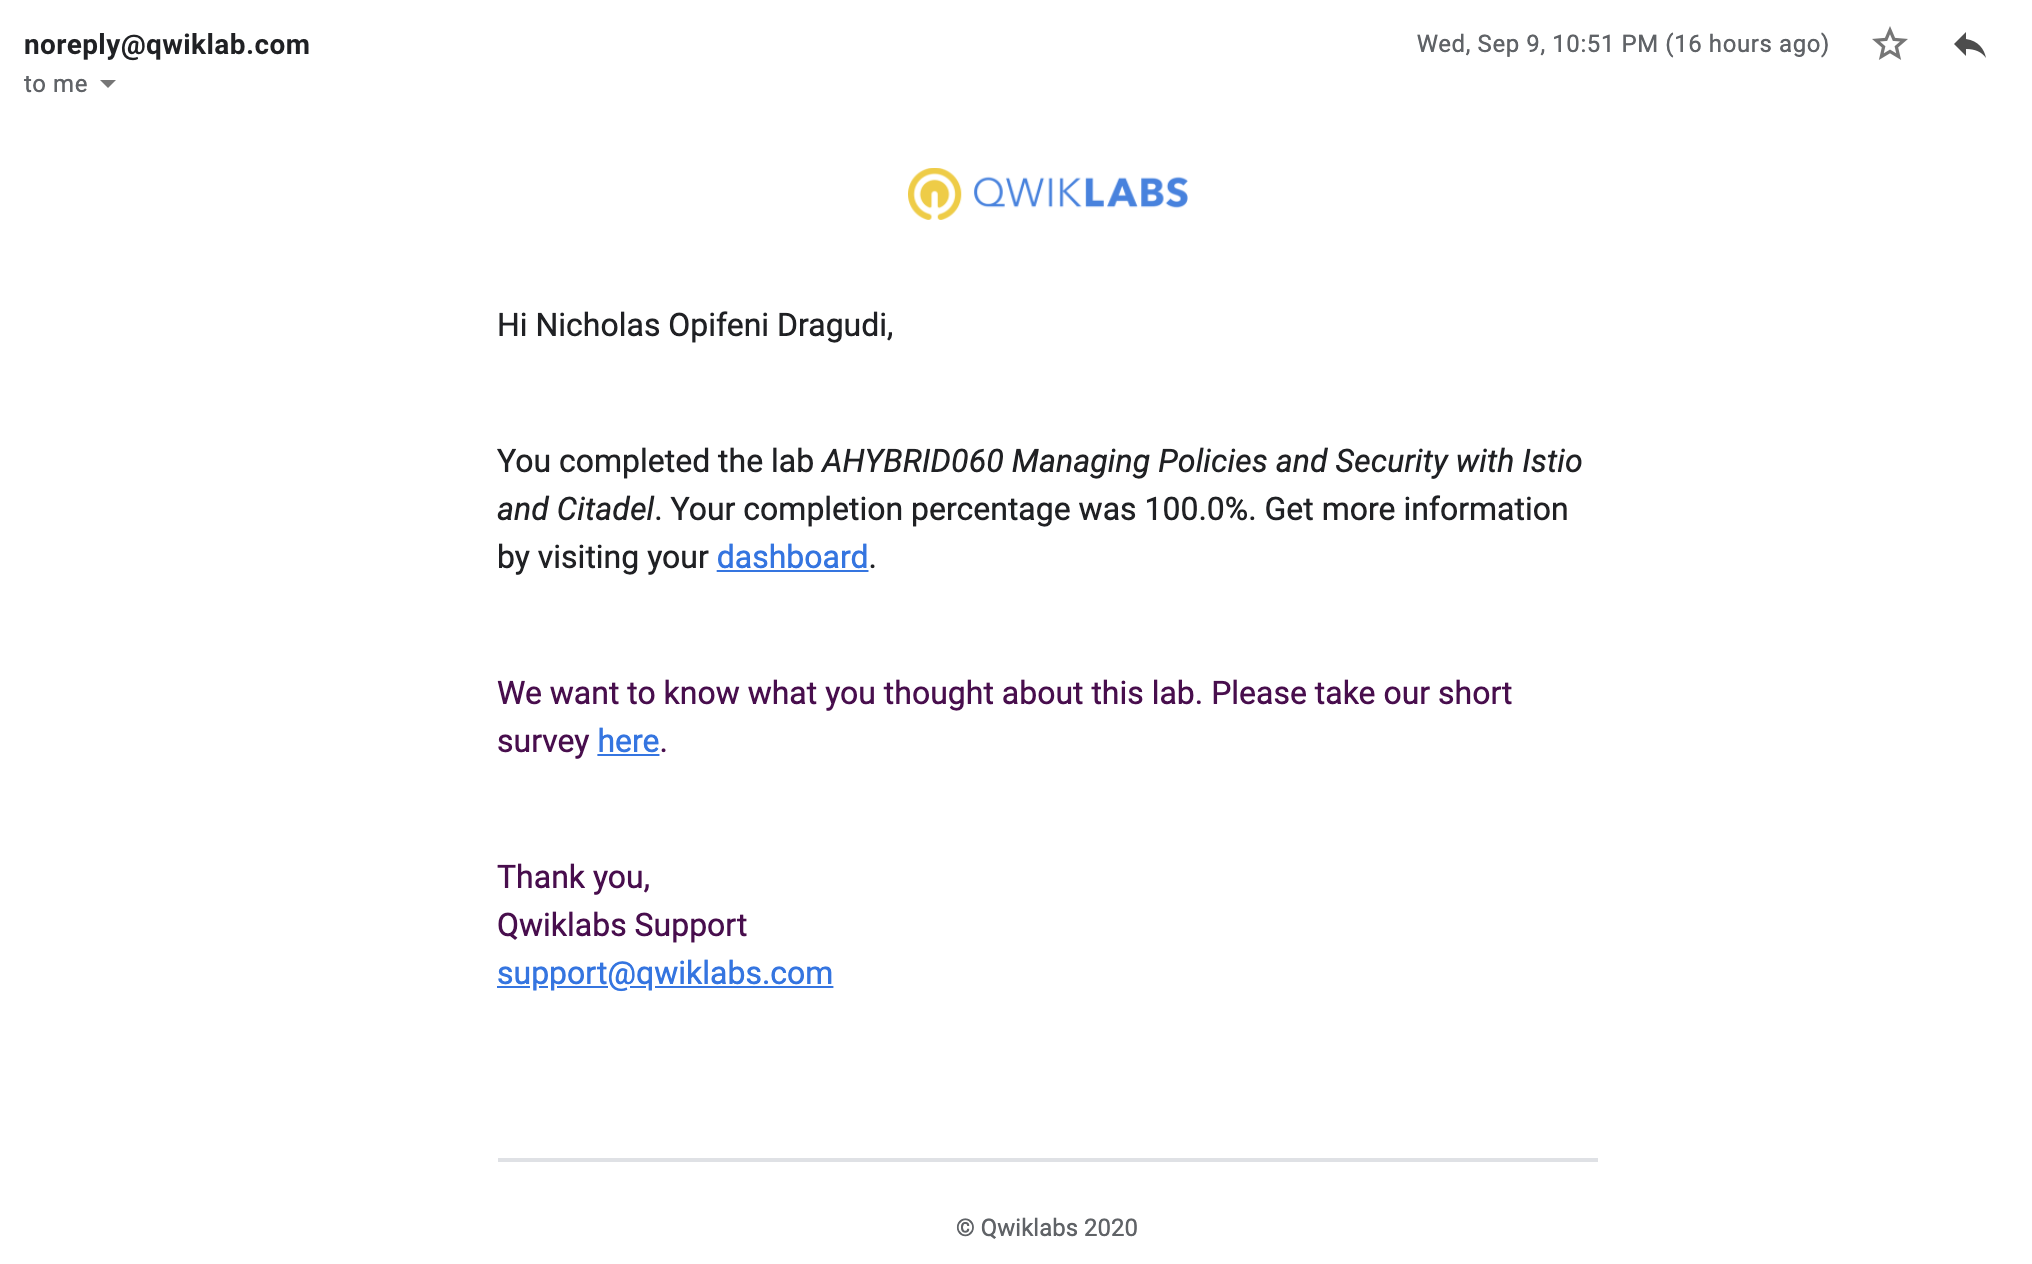 noreply@qwiklab.com
Wed, Sep 9, 10:51 PM (16 hours ago)
to me
QWIKLABS
Hi Nicholas Opifeni Dragudi,
You completed the lab AHYBRID060 Managing Policies and Security with Istio
and Citadel. Your completion percentage was 100.0%. Get more information
by visiting your dashboard.
We want to know what you thought about this lab. Please take our short
survey here.
Thank you,
Qwiklabs Support
support@qwiklabs.com
© Qwiklabs 2020